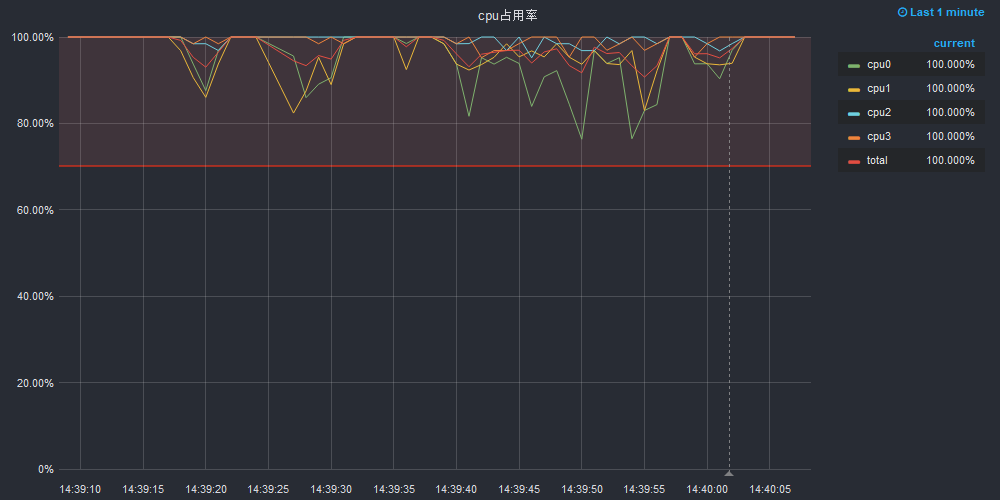 cpu占用率
Last 1 minute
current
cpu0 100.000%
cpu1 100.000%
cpu2 100.000%
cpu3 100.000%
total 100.000%
100.00%
80.00%
60.00%
40.00%
20.00%
0%
14:39:10 14:39:15 14:39:20 14:39:25 14:39:30 14:39:35 14:39:40 14:39:45 14:39:50 14:39:55 14:40:00 14:40:05